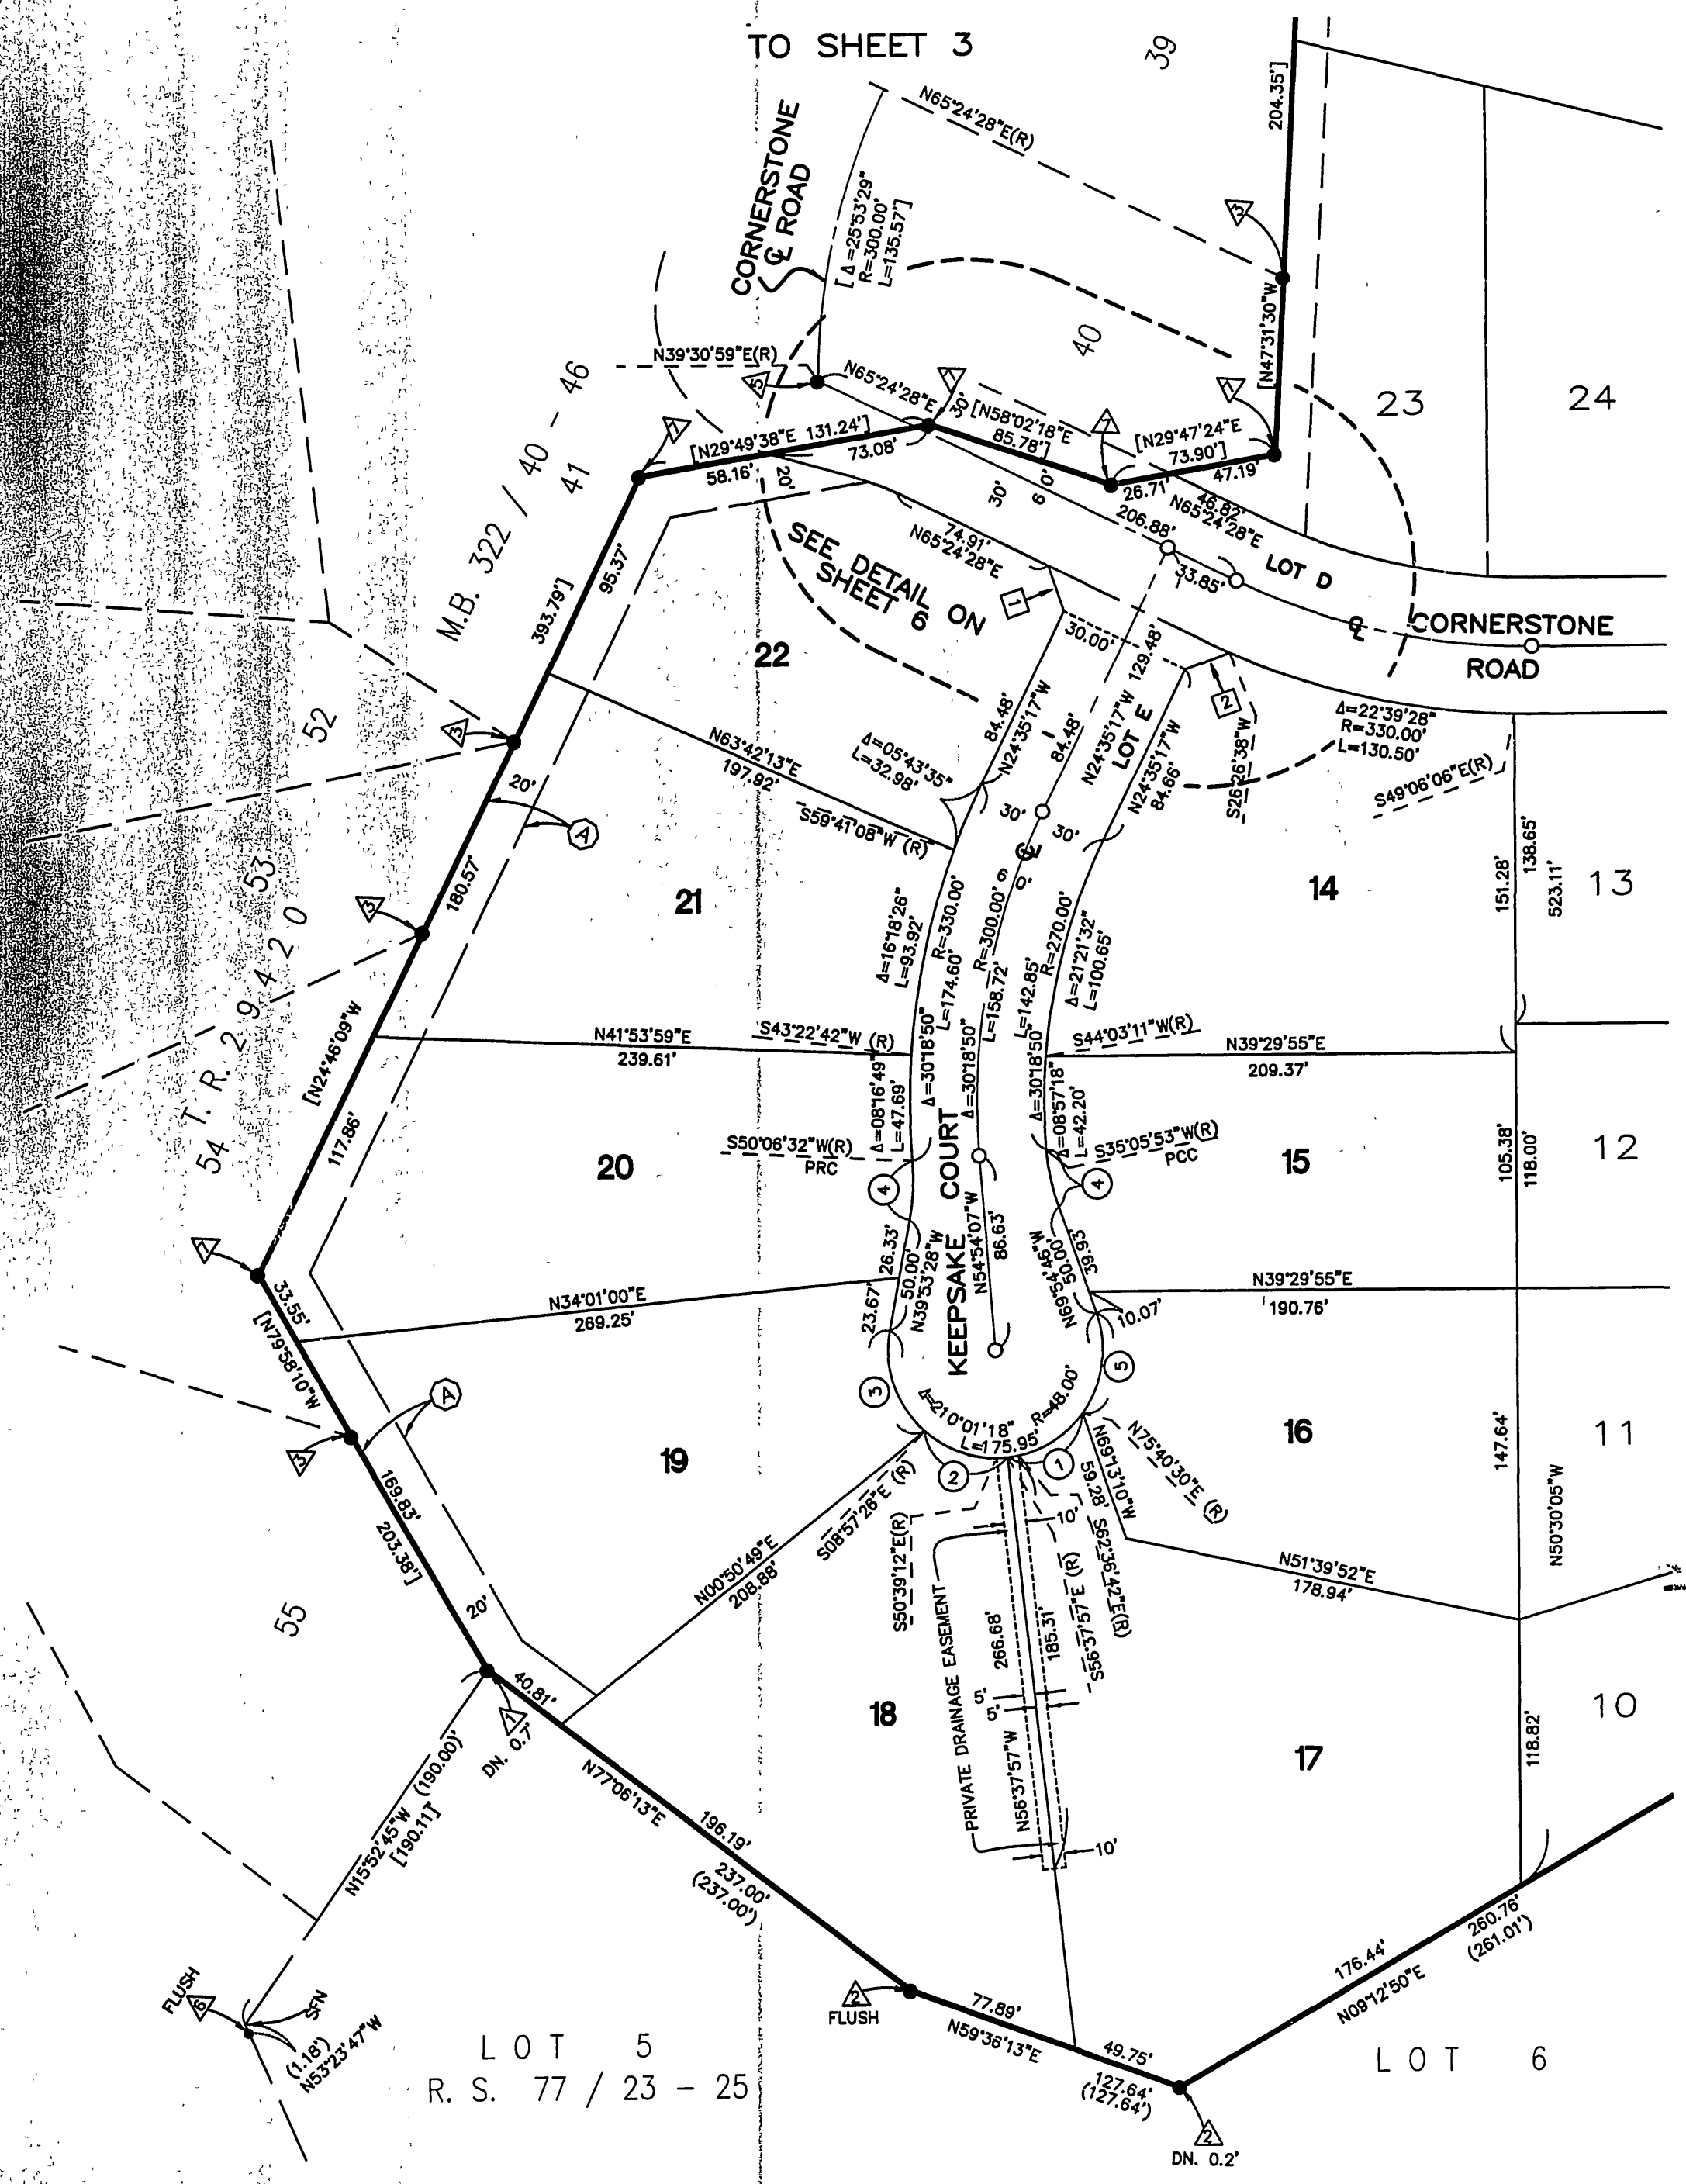 TO SHEET 3
39
N65°24'28"E(R)
204.35']
CORNERSTONE
℄ ROAD
[Δ=25°53'29"
R=300.00'
L=135.57']
3
[N47°31'30"W
40
N39°30'59"E(R)
5
N65°24'28"E
7
30'
[N58°02'18"E
85.78']
7
7
[N29°47'24"E
73.90']
47.19'
26.71'
46.82'
N65°24'28"E
23
24
7
[N29°49'38"E 131.24']
58.16'
73.08'
20'
30'
60'
206.88'
33.85'
LOT D
M.B. 322 / 40 - 46
41
393.79']
95.37'
74.91'
N65°24'28"E
SEE DETAIL ON
SHEET 6
1
30.00'
129.48'
℄
CORNERSTONE
ROAD
22
84.48'
N24°35'17"W
84.48'
N24°35'17"W
LOT E
N24°35'17"W
84.66'
2
S26°26'38"W
Δ=22°39'28"
R=330.00'
L=130.50'
S49°06'06"E(R)
52
3
N63°42'13"E
197.92'
Δ=05°43'35"
L=32.98'
S59°41'08"W (R)
20'
A
30'
30'
℄
60'
53
180.57'
3
21
14
13
151.28'
138.65'
523.11'
Δ=16°18'26"
L=93.92'
R=330.00'
L=174.60'
Δ=30°18'50"
R=300.00'
L=158.72'
Δ=30°18'50"
R=270.00'
L=142.85'
Δ=30°18'50"
Δ=21°21'32"
L=100.65'
T. R. 29420
54
[N24°46'09"W
117.86'
N41°53'59"E
239.61'
S43°22'42"W (R)
S44°03'11"W(R)
N39°29'55"E
209.37'
Δ=08°16'49"
L=47.69'
Δ=08°57'18"
L=42.20'
S50°06'32"W(R)
PRC
S35°05'53"W(R)
PCC
20
4
4
15
105.38'
118.00'
12
KEEPSAKE COURT
N54°54'07"W
86.63'
26.33'
50.00'
N39°53'28"W
23.67'
39.93'
50.00'
N69°54'46"W
10.07'
7
33.55'
[N79°58'10"W
N34°01'00"E
269.25'
N39°29'55"E
190.76'
3
5
Δ=210°01'18"
R=48.00'
L=175.95'
A
3
169.83'
203.38']
19
16
11
147.64'
N50°30'05"W
2
1
N69°13'10"W
59.28'
N75°40'30"E (R)
S08°57'26"E (R)
N00°50'49"E
208.88'
S50°39'12"E(R)
10'
S62°36'42"E(R)
S56°37'57"E (R)
N51°39'52"E
178.94'
PRIVATE DRAINAGE EASEMENT
266.68'
185.31'
5'
5'
N56°37'57"W
10'
55
20'
40.81'
1
DN. 0.7'
18
17
10
118.82'
N15°52'45"W (190.00)'
[190.11']
N77°06'13"E
196.19'
237.00'
(237.00')
FLUSH
6
SFN
(1.18')
N53°23'47"W
2
FLUSH
77.89'
N59°36'13"E
49.75'
127.64'
(127.64')
176.44'
N09°12'50"E
260.76'
(261.01')
LOT 5
R. S. 77 / 23 - 25
LOT 6
2
DN. 0.2'